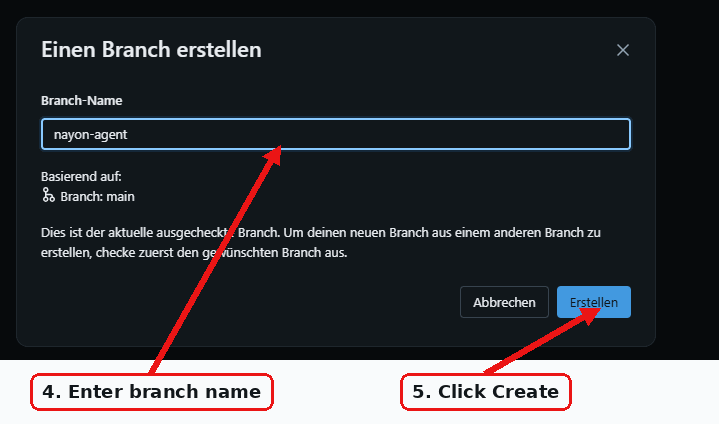 Einen Branch erstellen
Branch-Name
nayon-agent
Basierend auf:
Branch: main
Dies ist der aktuelle ausgecheckte Branch. Um deinen neuen Branch aus einem anderen Branch zu
erstellen, checke zuerst den gewünschten Branch aus.
Abbrechen
Erstellen
4. Enter branch name
5. Click Create